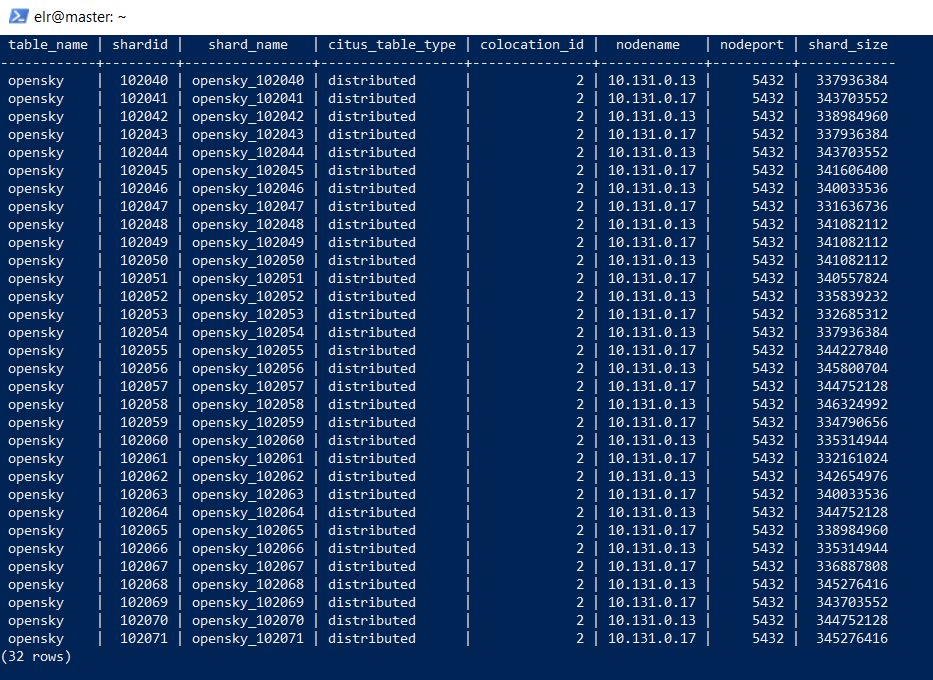 elr@master: ~
 table_name | shardid |   shard_name   | citus_table_type | colocation_id |  nodename   | nodeport | shard_size
------------+---------+----------------+------------------+---------------+-------------+----------+------------
 opensky    |  102040 | opensky_102040 | distributed      |             2 | 10.131.0.13 |     5432 |  337936384
 opensky    |  102041 | opensky_102041 | distributed      |             2 | 10.131.0.17 |     5432 |  343703552
 opensky    |  102042 | opensky_102042 | distributed      |             2 | 10.131.0.13 |     5432 |  338984960
 opensky    |  102043 | opensky_102043 | distributed      |             2 | 10.131.0.17 |     5432 |  337936384
 opensky    |  102044 | opensky_102044 | distributed      |             2 | 10.131.0.13 |     5432 |  343703552
 opensky    |  102045 | opensky_102045 | distributed      |             2 | 10.131.0.17 |     5432 |  341606400
 opensky    |  102046 | opensky_102046 | distributed      |             2 | 10.131.0.13 |     5432 |  340033536
 opensky    |  102047 | opensky_102047 | distributed      |             2 | 10.131.0.17 |     5432 |  331636736
 opensky    |  102048 | opensky_102048 | distributed      |             2 | 10.131.0.13 |     5432 |  341082112
 opensky    |  102049 | opensky_102049 | distributed      |             2 | 10.131.0.17 |     5432 |  341082112
 opensky    |  102050 | opensky_102050 | distributed      |             2 | 10.131.0.13 |     5432 |  341082112
 opensky    |  102051 | opensky_102051 | distributed      |             2 | 10.131.0.17 |     5432 |  340557824
 opensky    |  102052 | opensky_102052 | distributed      |             2 | 10.131.0.13 |     5432 |  335839232
 opensky    |  102053 | opensky_102053 | distributed      |             2 | 10.131.0.17 |     5432 |  332685312
 opensky    |  102054 | opensky_102054 | distributed      |             2 | 10.131.0.13 |     5432 |  337936384
 opensky    |  102055 | opensky_102055 | distributed      |             2 | 10.131.0.17 |     5432 |  344227840
 opensky    |  102056 | opensky_102056 | distributed      |             2 | 10.131.0.13 |     5432 |  345800704
 opensky    |  102057 | opensky_102057 | distributed      |             2 | 10.131.0.17 |     5432 |  344752128
 opensky    |  102058 | opensky_102058 | distributed      |             2 | 10.131.0.13 |     5432 |  346324992
 opensky    |  102059 | opensky_102059 | distributed      |             2 | 10.131.0.17 |     5432 |  334790656
 opensky    |  102060 | opensky_102060 | distributed      |             2 | 10.131.0.13 |     5432 |  335314944
 opensky    |  102061 | opensky_102061 | distributed      |             2 | 10.131.0.17 |     5432 |  332161024
 opensky    |  102062 | opensky_102062 | distributed      |             2 | 10.131.0.13 |     5432 |  342654976
 opensky    |  102063 | opensky_102063 | distributed      |             2 | 10.131.0.17 |     5432 |  340033536
 opensky    |  102064 | opensky_102064 | distributed      |             2 | 10.131.0.13 |     5432 |  344752128
 opensky    |  102065 | opensky_102065 | distributed      |             2 | 10.131.0.17 |     5432 |  338984960
 opensky    |  102066 | opensky_102066 | distributed      |             2 | 10.131.0.13 |     5432 |  335314944
 opensky    |  102067 | opensky_102067 | distributed      |             2 | 10.131.0.17 |     5432 |  336887808
 opensky    |  102068 | opensky_102068 | distributed      |             2 | 10.131.0.13 |     5432 |  345276416
 opensky    |  102069 | opensky_102069 | distributed      |             2 | 10.131.0.17 |     5432 |  343703552
 opensky    |  102070 | opensky_102070 | distributed      |             2 | 10.131.0.13 |     5432 |  344752128
 opensky    |  102071 | opensky_102071 | distributed      |             2 | 10.131.0.17 |     5432 |  345276416
(32 rows)